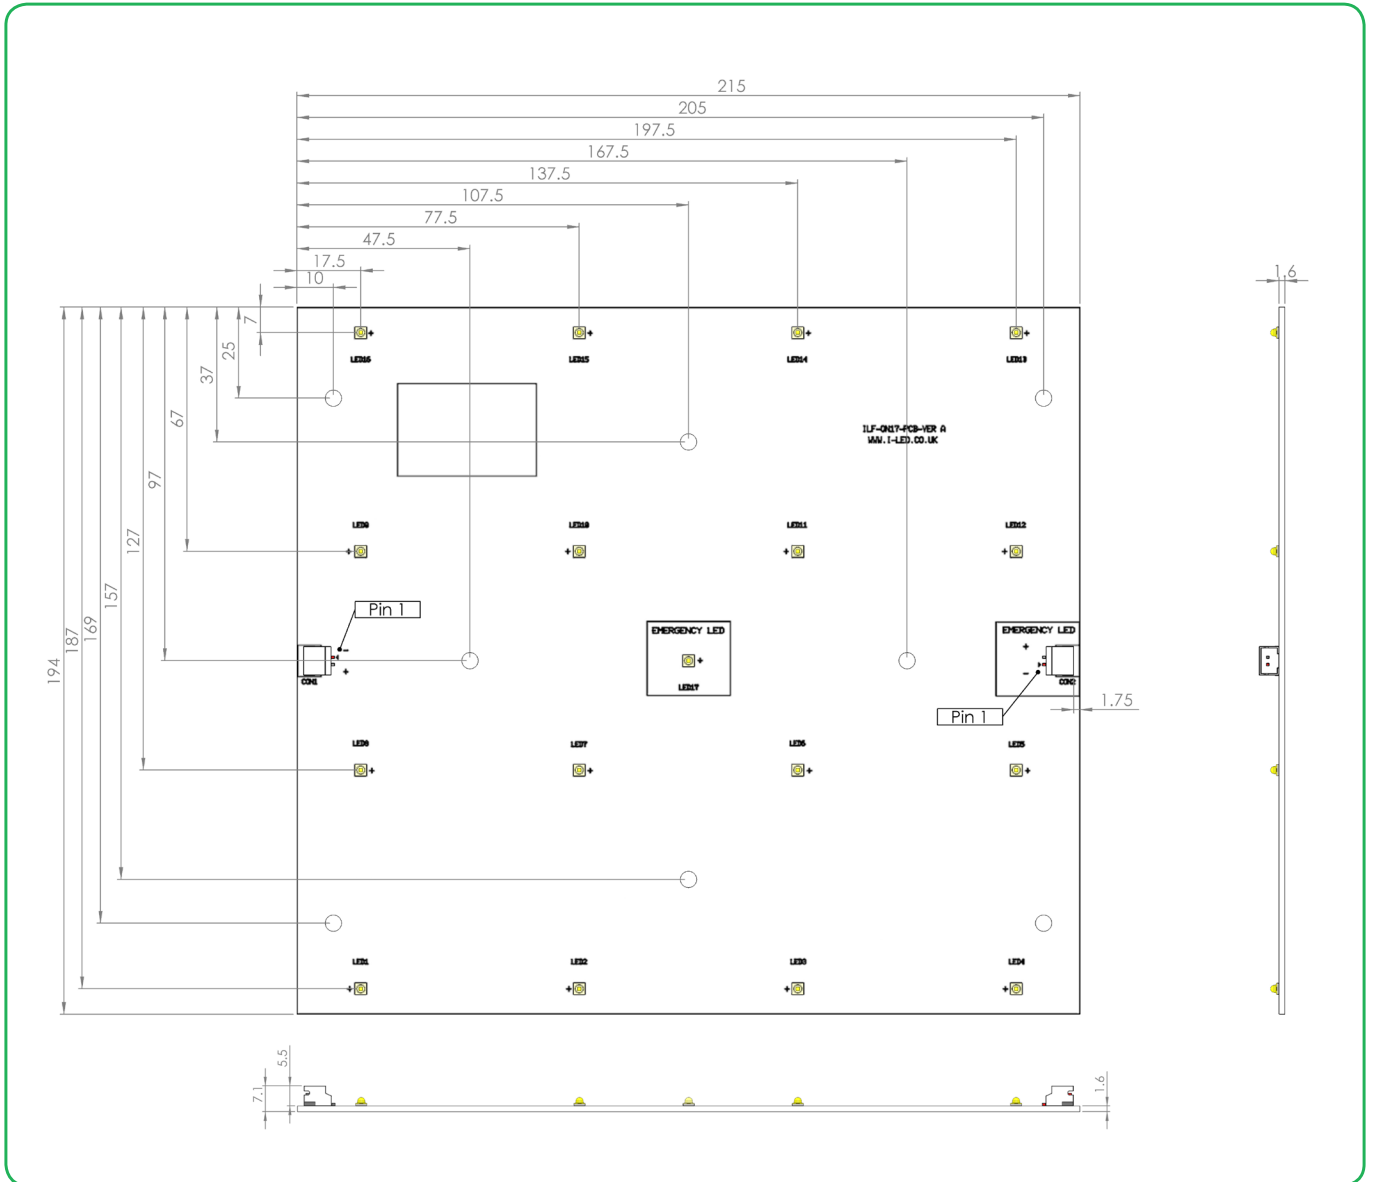 215
205
197.5
167.5
137.5
107.5
77.5
47.5
17.5
10
1.6
7
25
37
67
97
127
157
169
187
194
LED16
LED15
LED14
LED13
ILF-ON17-PCB-VER A
WWW.I-LED.CO.UK
LED9
LED10
LED11
LED12
Pin 1
EMERGENCY LED
LED17
EMERGENCY LED
CON1
CON2
Pin 1
1.75
LED8
LED7
LED6
LED5
LED1
LED2
LED3
LED4
5.5
7.1
1.6